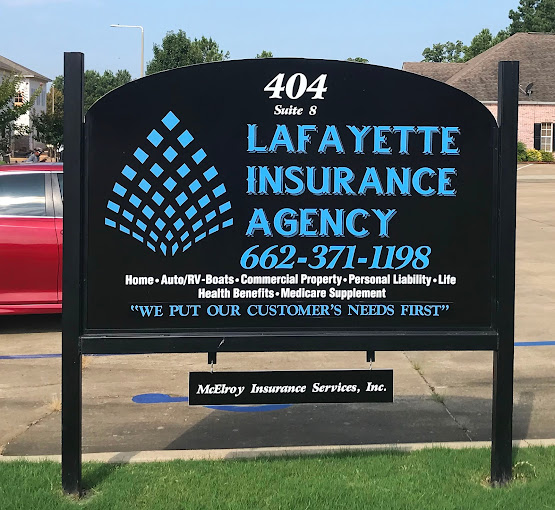 404
Suite 8
LAFAYETTE
INSURANCE
AGENCY
662-371-1198
Home • Auto/RV-Boats • Commercial Property • Personal Liability • Life
Health Benefits • Medicare Supplement
"WE PUT OUR CUSTOMER'S NEEDS FIRST"
McElroy Insurance Services, Inc.